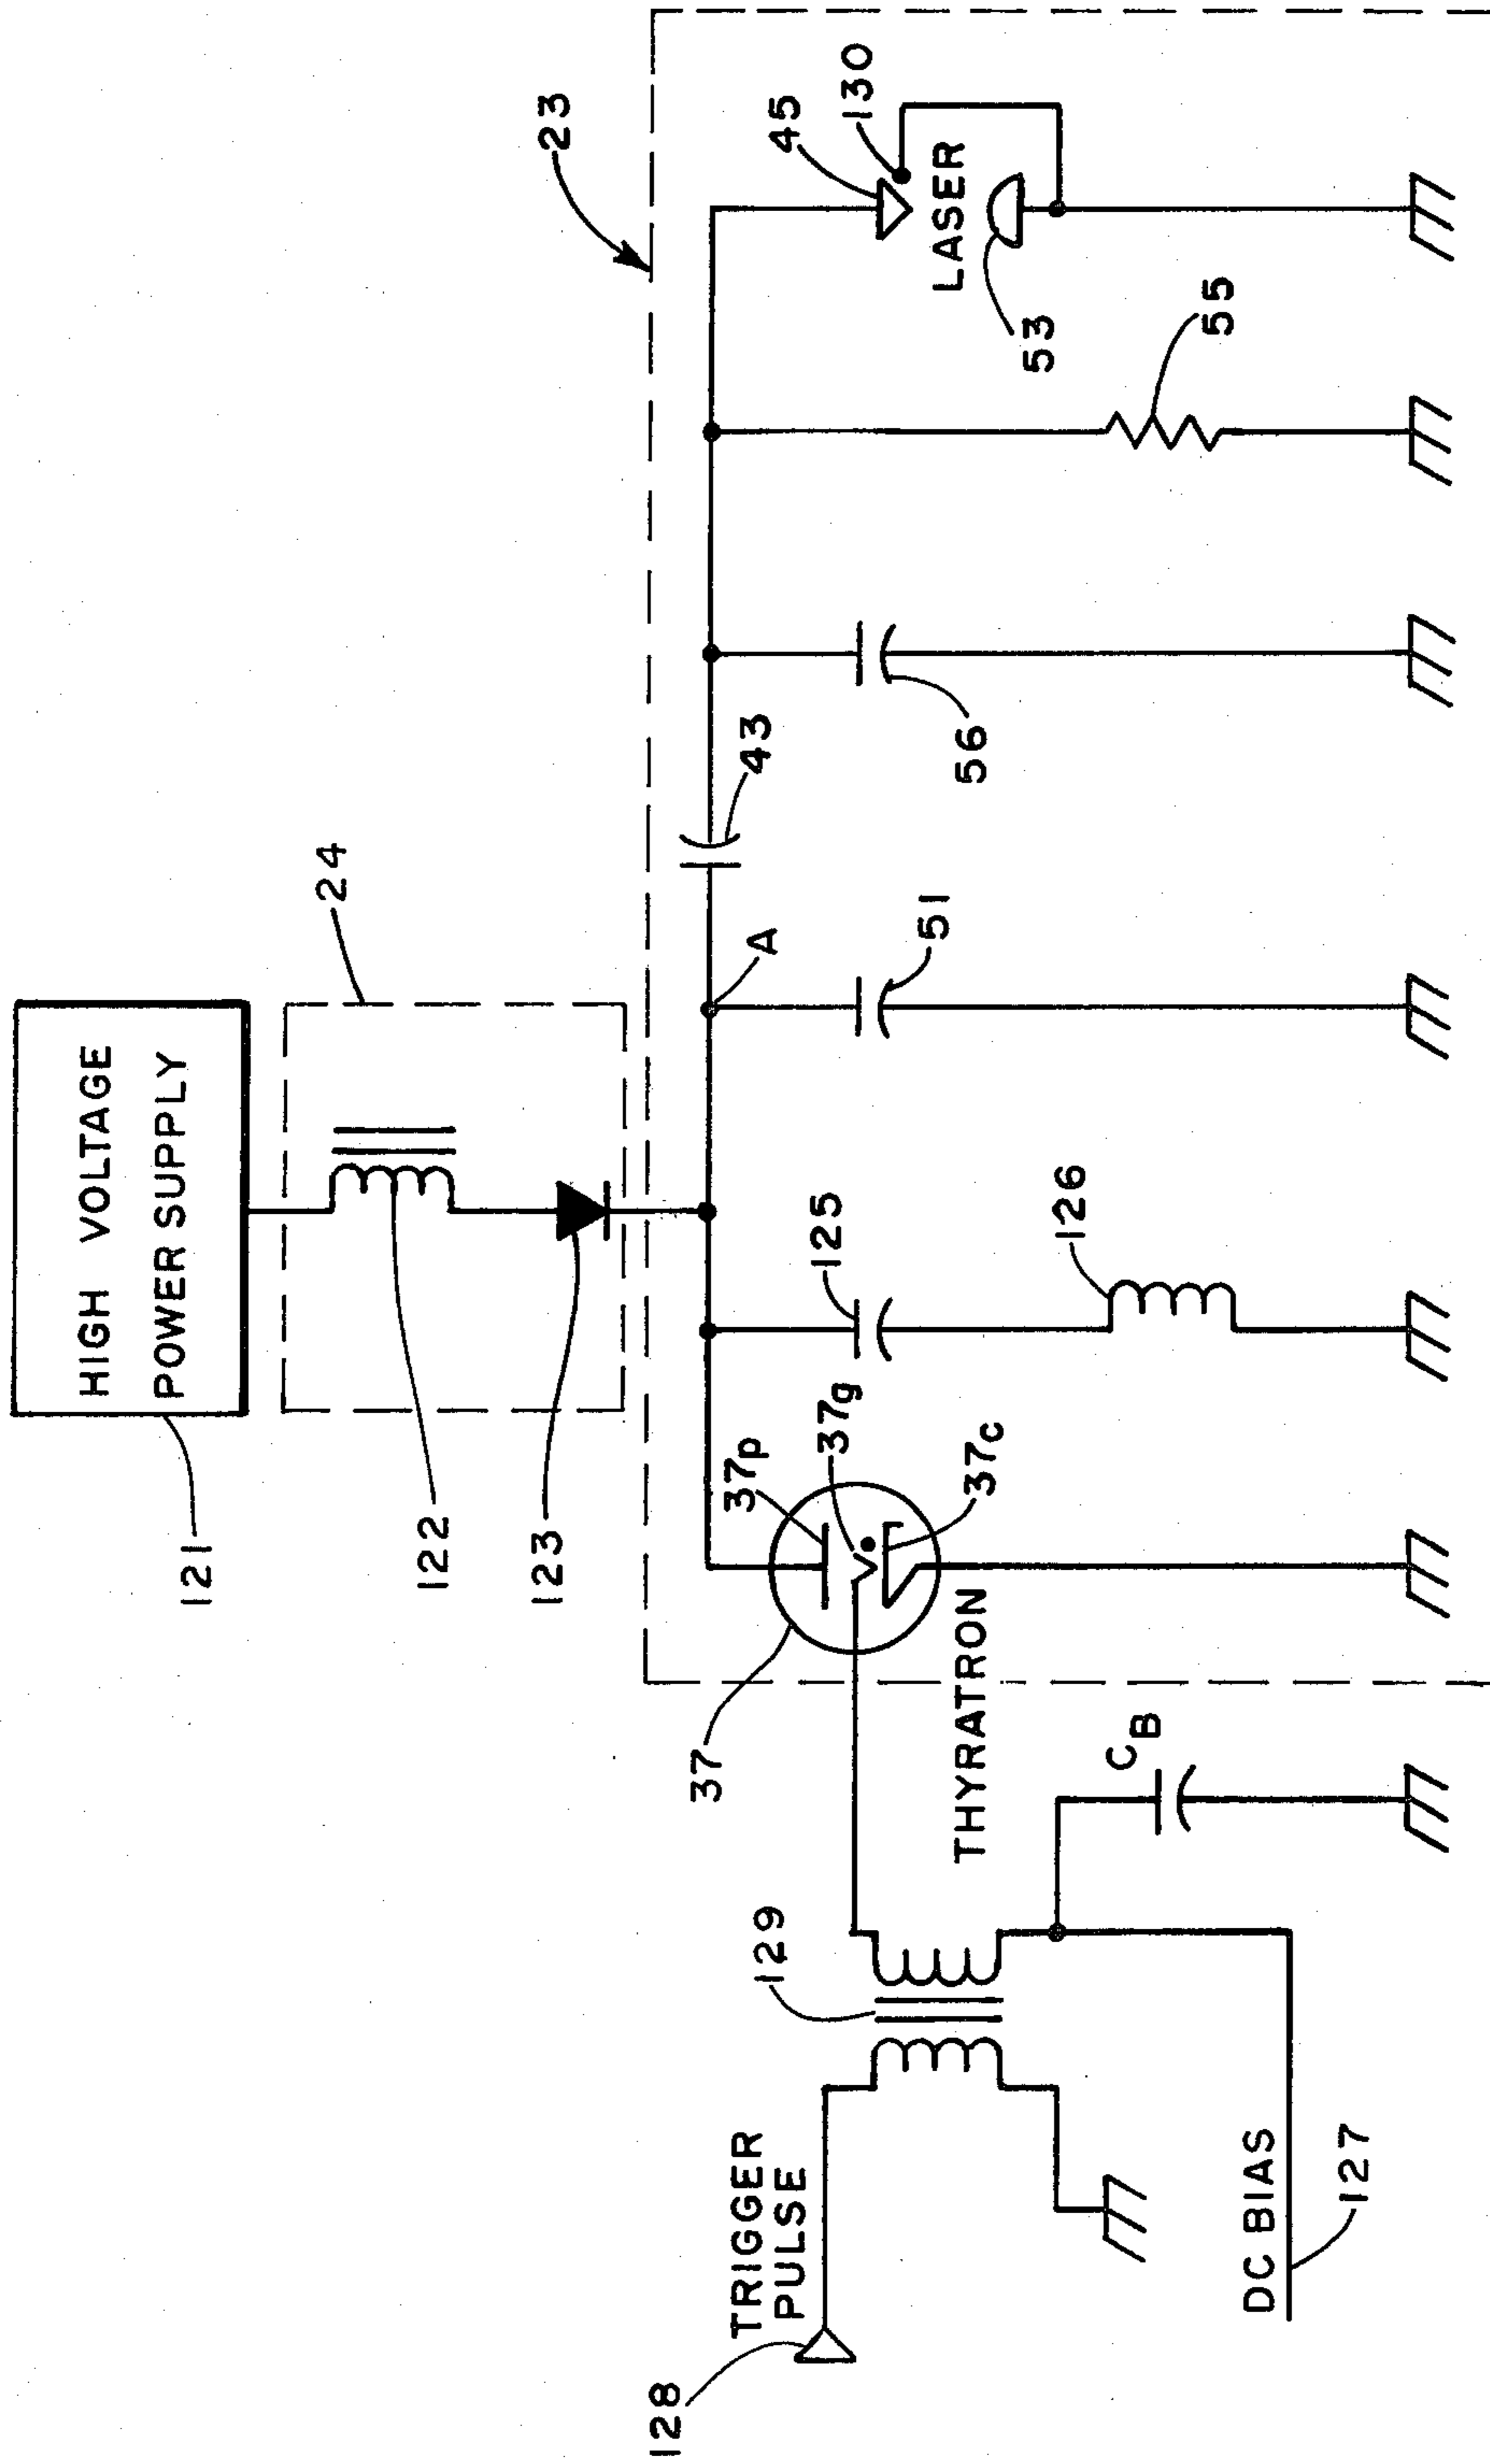 HIGH VOLTAGE
POWER SUPPLY
121
24
122
123
23
37p
37g
37c
37
THYRATRON
125
126
A
51
43
56
55
45
130
LASER
53
TRIGGER
PULSE
128
129
C B
DC BIAS
127